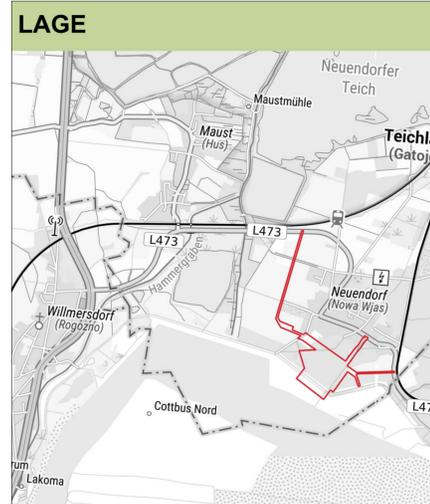 LAGE
Neuendorfer
Teich
Maustmühle
Maust
(Hus)
Teichla
(Gatoj
L473
L473
Hammergraben
Neuendorf
(Nowa Wjas)
Willmersdorf
(Rogozno)
Cottbus Nord
L47
rum
Lakoma